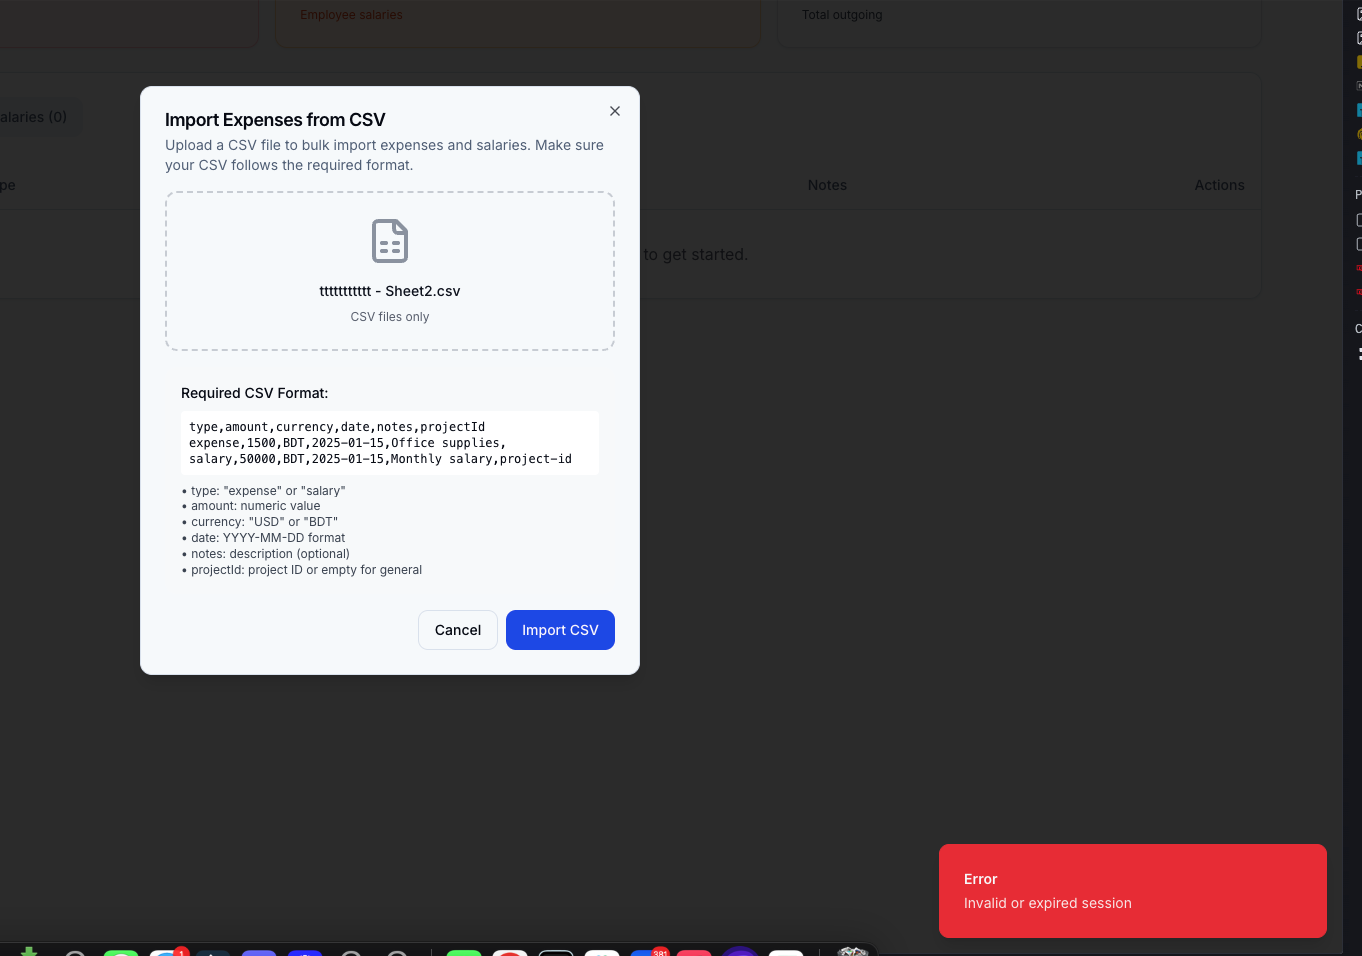 Employee salaries
Total outgoing
alaries (0)
pe
Notes
Actions
to get started.
Import Expenses from CSV
Upload a CSV file to bulk import expenses and salaries. Make sure
your CSV follows the required format.
ttttttttttt - Sheet2.csv
CSV files only
Required CSV Format:
type,amount,currency,date,notes,projectId
expense,1500,BDT,2025-01-15,Office supplies,
salary,50000,BDT,2025-01-15,Monthly salary,project-id
• type: "expense" or "salary"
• amount: numeric value
• currency: "USD" or "BDT"
• date: YYYY-MM-DD format
• notes: description (optional)
• projectId: project ID or empty for general
Cancel
Import CSV
Error
Invalid or expired session
P
C
1
381